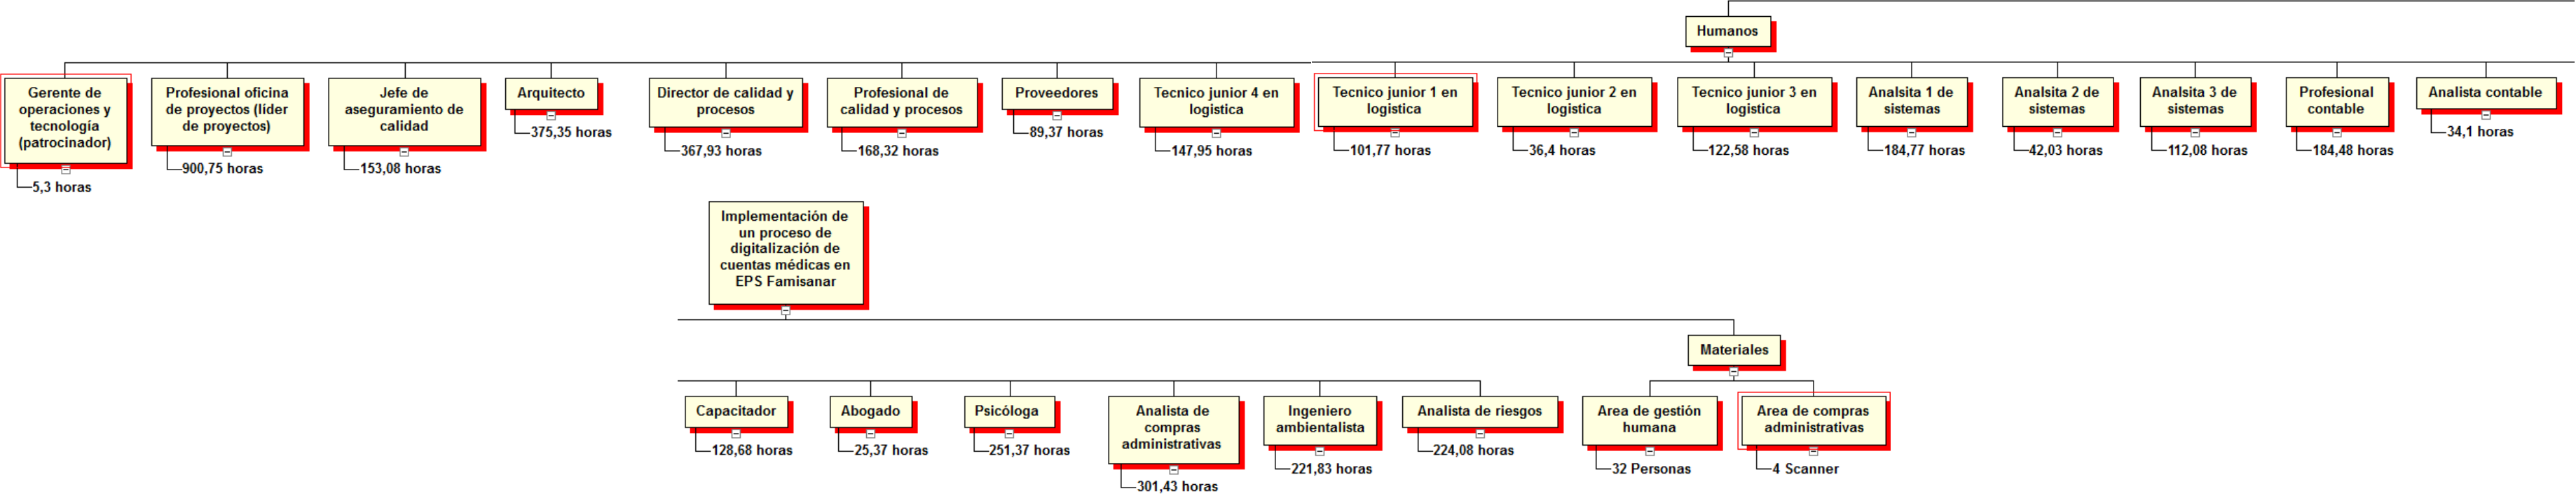 Humanos
Gerente de
operaciones y
tecnología
(patrocinador)
5,3 horas
Profesional oficina
de proyectos (líder
de proyectos)
900,75 horas
Jefe de
aseguramiento de
calidad
153,08 horas
Arquitecto
375,35 horas
Director de calidad y
procesos
367,93 horas
Profesional de
calidad y procesos
168,32 horas
Proveedores
89,37 horas
Tecnico junior 4 en
logistica
147,95 horas
Tecnico junior 1 en
logistica
101,77 horas
Tecnico junior 2 en
logistica
36,4 horas
Tecnico junior 3 en
logistica
122,58 horas
Analsita 1 de
sistemas
184,77 horas
Analsita 2 de
sistemas
42,03 horas
Analsita 3 de
sistemas
112,08 horas
Profesional
contable
184,48 horas
Analista contable
34,1 horas
Implementación de
un proceso de
digitalización de
cuentas médicas en
EPS Famisanar
Materiales
Capacitador
128,68 horas
Abogado
25,37 horas
Psicóloga
251,37 horas
Analista de
compras
administrativas
301,43 horas
Ingeniero
ambientalista
221,83 horas
Analista de riesgos
224,08 horas
Area de gestión
humana
32 Personas
Area de compras
administrativas
4 Scanner